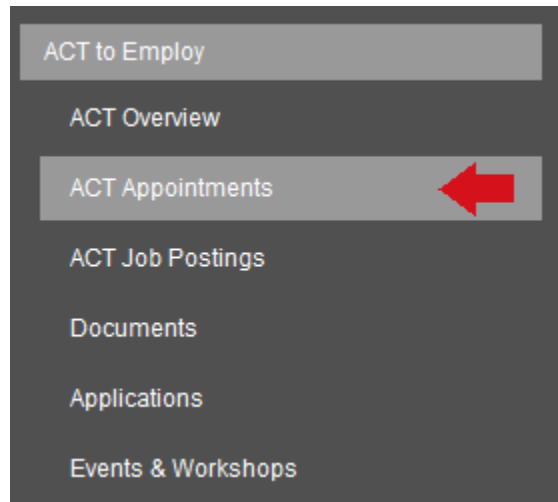 ACT to Employ
ACT Overview
ACT Appointments
ACT Job Postings
Documents
Applications
Events & Workshops